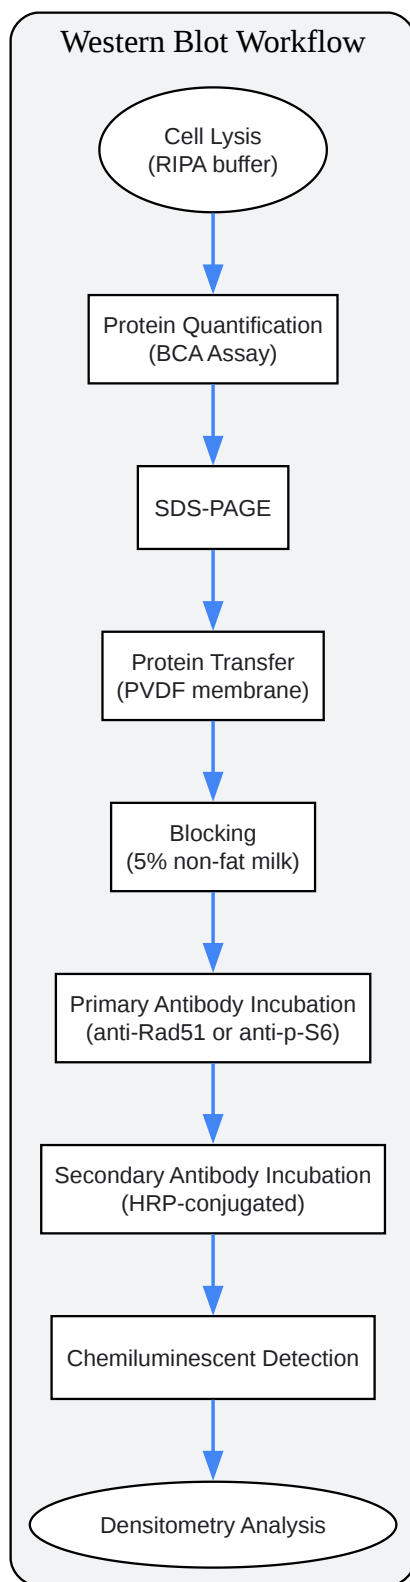 Western Blot Workflow
Cell Lysis
(RIPA buffer)
Protein Quantification
(BCA Assay)
SDS-PAGE
Protein Transfer
(PVDF membrane)
Blocking
(5% non-fat milk)
Primary Antibody Incubation
(anti-Rad51 or anti-p-S6)
Secondary Antibody Incubation
(HRP-conjugated)
Chemiluminescent Detection
Densitometry Analysis